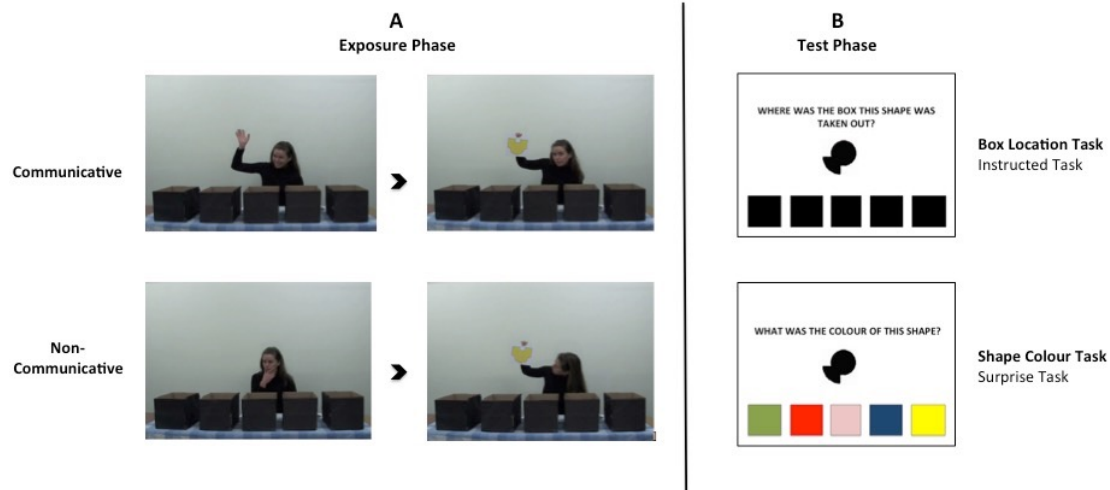 A
Exposure Phase
B
Test Phase
Communicative
WHERE WAS THE BOX THIS SHAPE WAS
TAKEN OUT?
Box Location Task
Instructed Task
Non-
Communicative
WHAT WAS THE COLOUR OF THIS SHAPE?
Shape Colour Task
Surprise Task